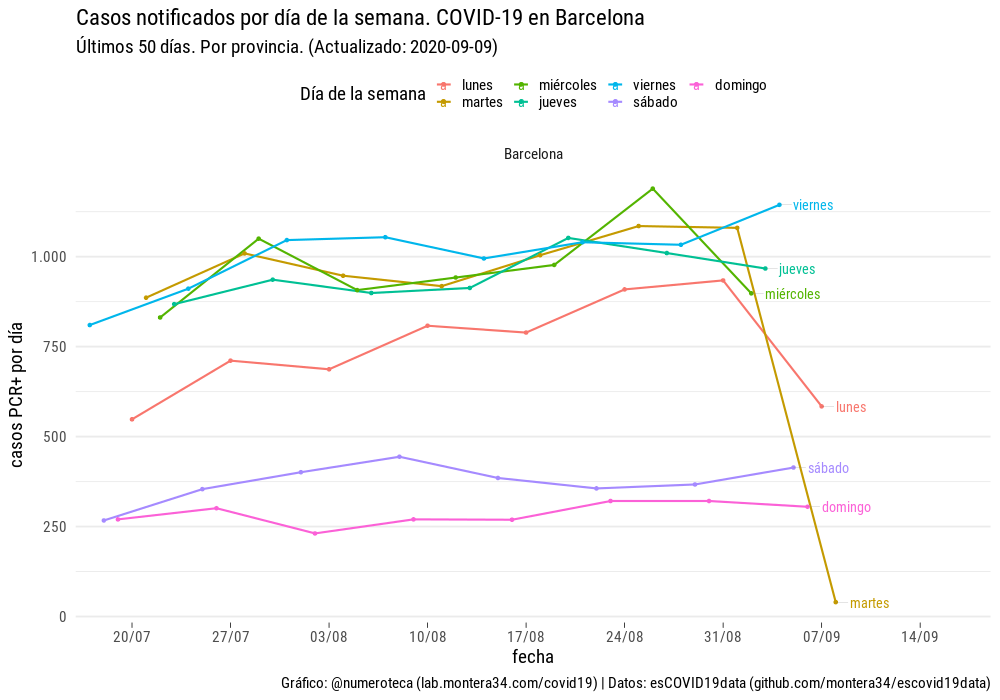 Casos notificados por día de la semana. COVID-19 en Barcelona
Últimos 50 días. Por provincia. (Actualizado: 2020-09-09)
Día de la semana
lunes
miércoles
viernes
domingo
martes
jueves
sábado
Barcelona
casos PCR+ por día
1.000
750
500
250
0
viernes
jueves
miércoles
lunes
sábado
domingo
martes
20/07
27/07
03/08
10/08
17/08
24/08
31/08
07/09
14/09
fecha
Gráfico: @numeroteca (lab.montera34.com/covid19) | Datos: esCOVID19data (github.com/montera34/escovid19data)